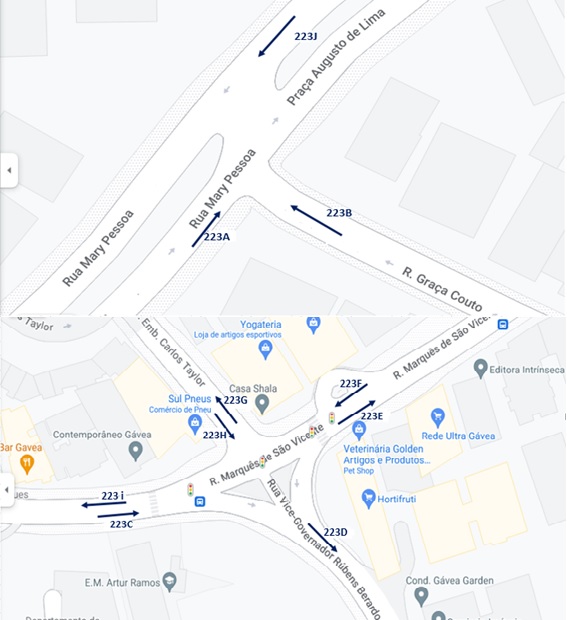 223J
Praça Augusto de Lima
Rua Mary Pessoa
223A
223B
Rua Mary Pessoa
R. Graça Couto
Taylor
Emb. Carlos Taylor
Yogateria
Loja de artigos esportivos
R. Marquês de São Vice
Editora Intrínseca
Casa Shala
223G
223F
223E
Sul Pneus
Comércio de Pneu
223H
Contemporâneo Gávea
Bar Gavea
R. Marquês de São Vicente
Rede Ultra Gávea
Veterinária Golden
Artigos e Produtos...
Pet Shop
Hortifruti
ues
223 i
223C
223D
Rua Vice-Governador Rúbens Berardo
E.M. Artur Ramos
Cond. Gávea Garden